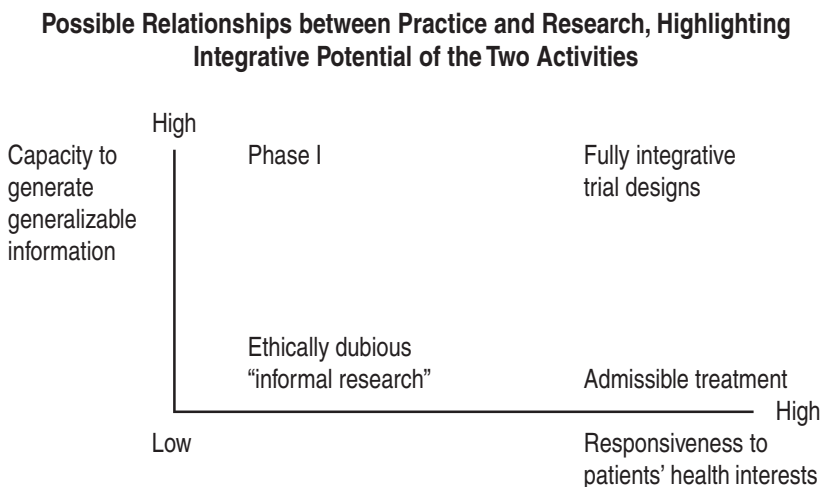 Possible Relationships between Practice and Research, Highlighting
Integrative Potential of the Two Activities
High
Capacity to
generate
generalizable
information
Phase I
Fully integrative
trial designs
Ethically dubious
“informal research”
Admissible treatment
High
Low
Responsiveness to
patients’ health interests